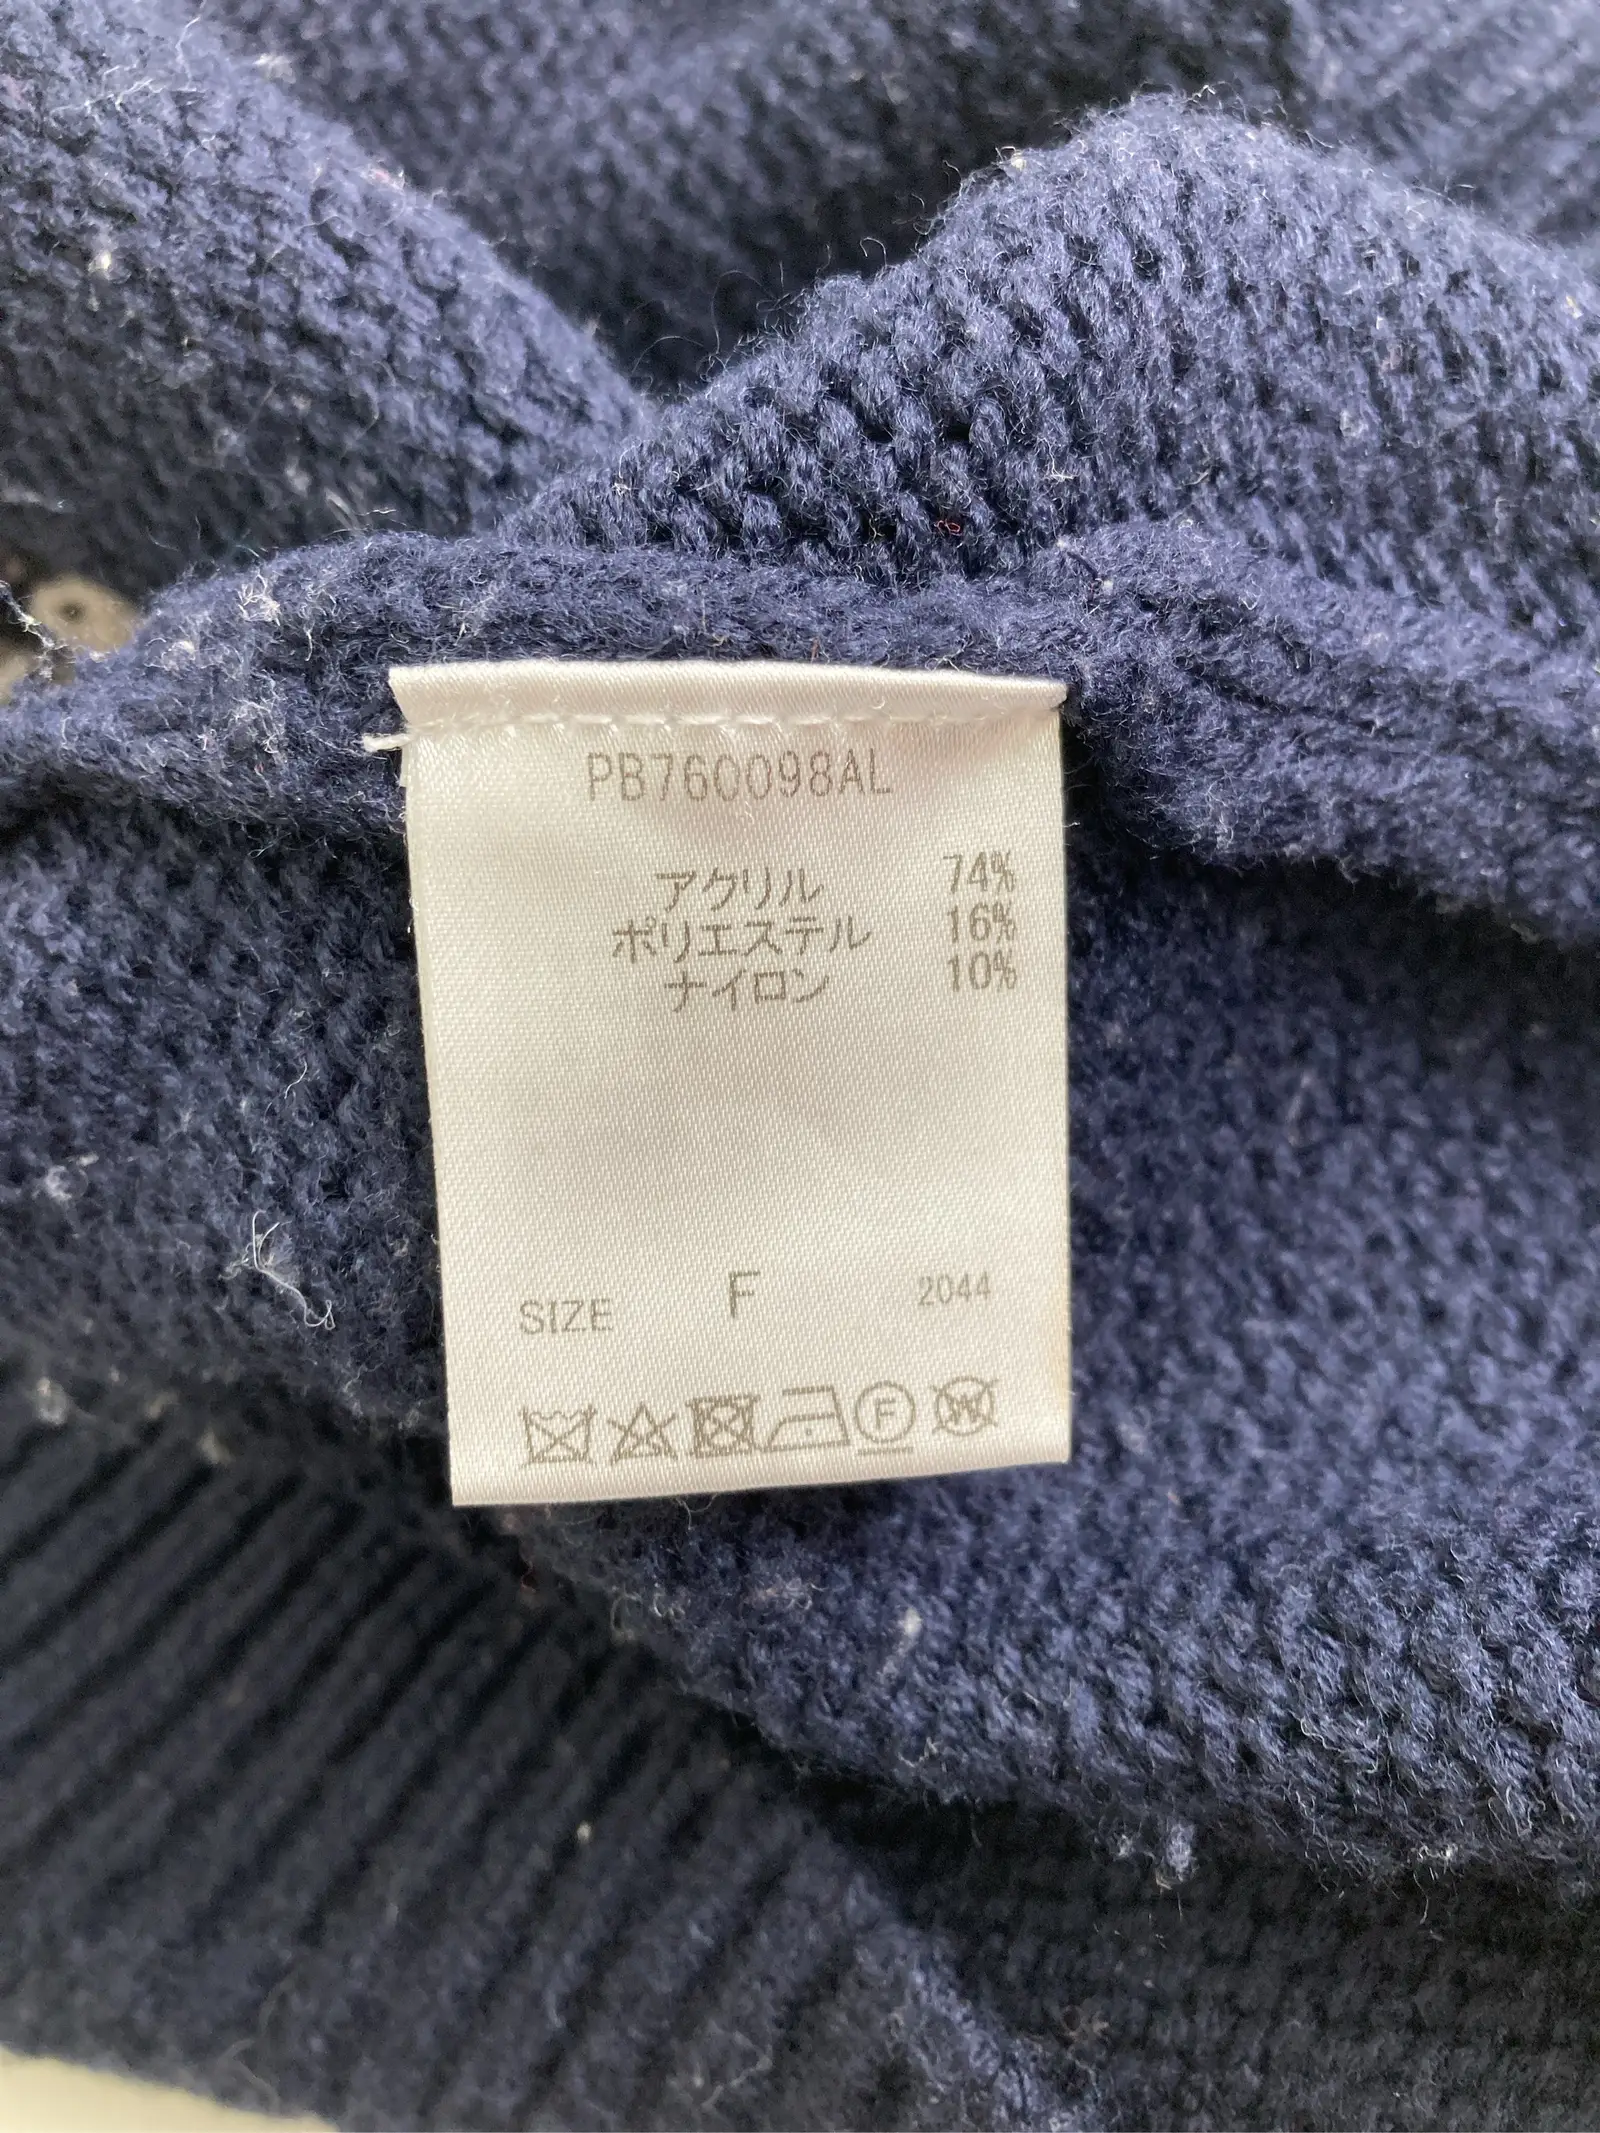 PB760098AL
アクリル 74%
ポリエステル 16%
ナイロン 10%
SIZE F 2044
F W